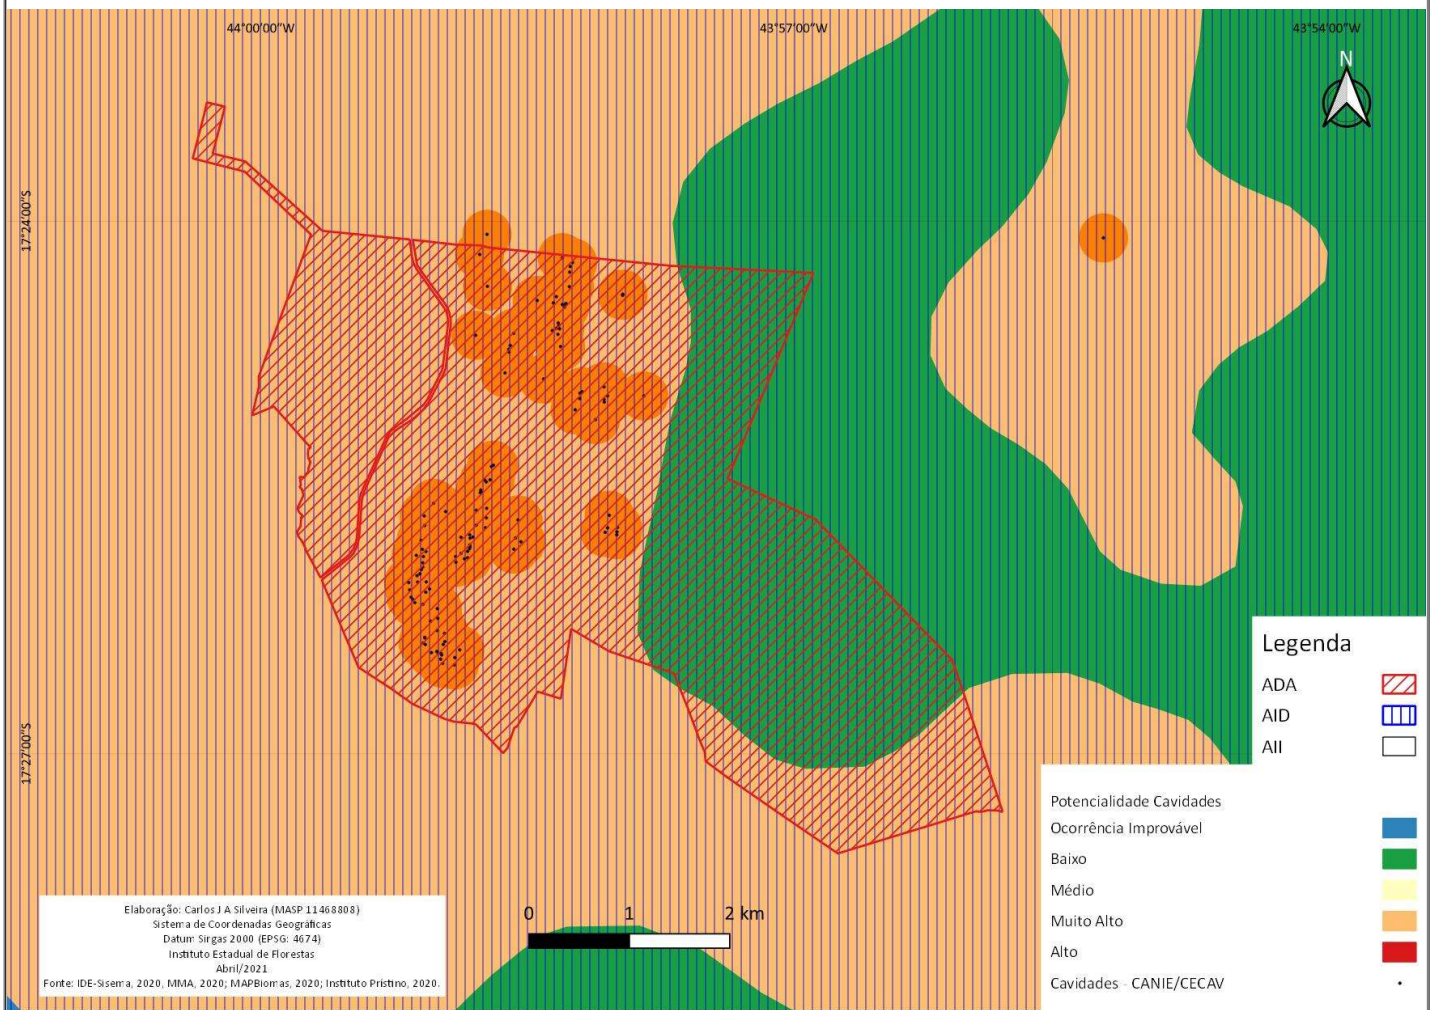 44°00'00"W
43°57'00"W
43°54'00"W
N
17°24'00"S
17°27'00"S
Legenda
ADA
AID
AII
Potencialidade Cavidades
Ocorrência Improvável
Baixo
Médio
Muito Alto
Alto
Cavidades - CANIE/CECAV
0 1 2 km
Elaboração: Carlos J A Silveira (MASP 11468808)
Sistema de Coordenadas Geográficas
Datum Sirgas 2000 (EPSG: 4674)
Instituto Estadual de Florestas
Abril/2021
Fonte: IDE-Sisema, 2020, MMA, 2020; MAPBiomas, 2020; Instituto Prístino, 2020.